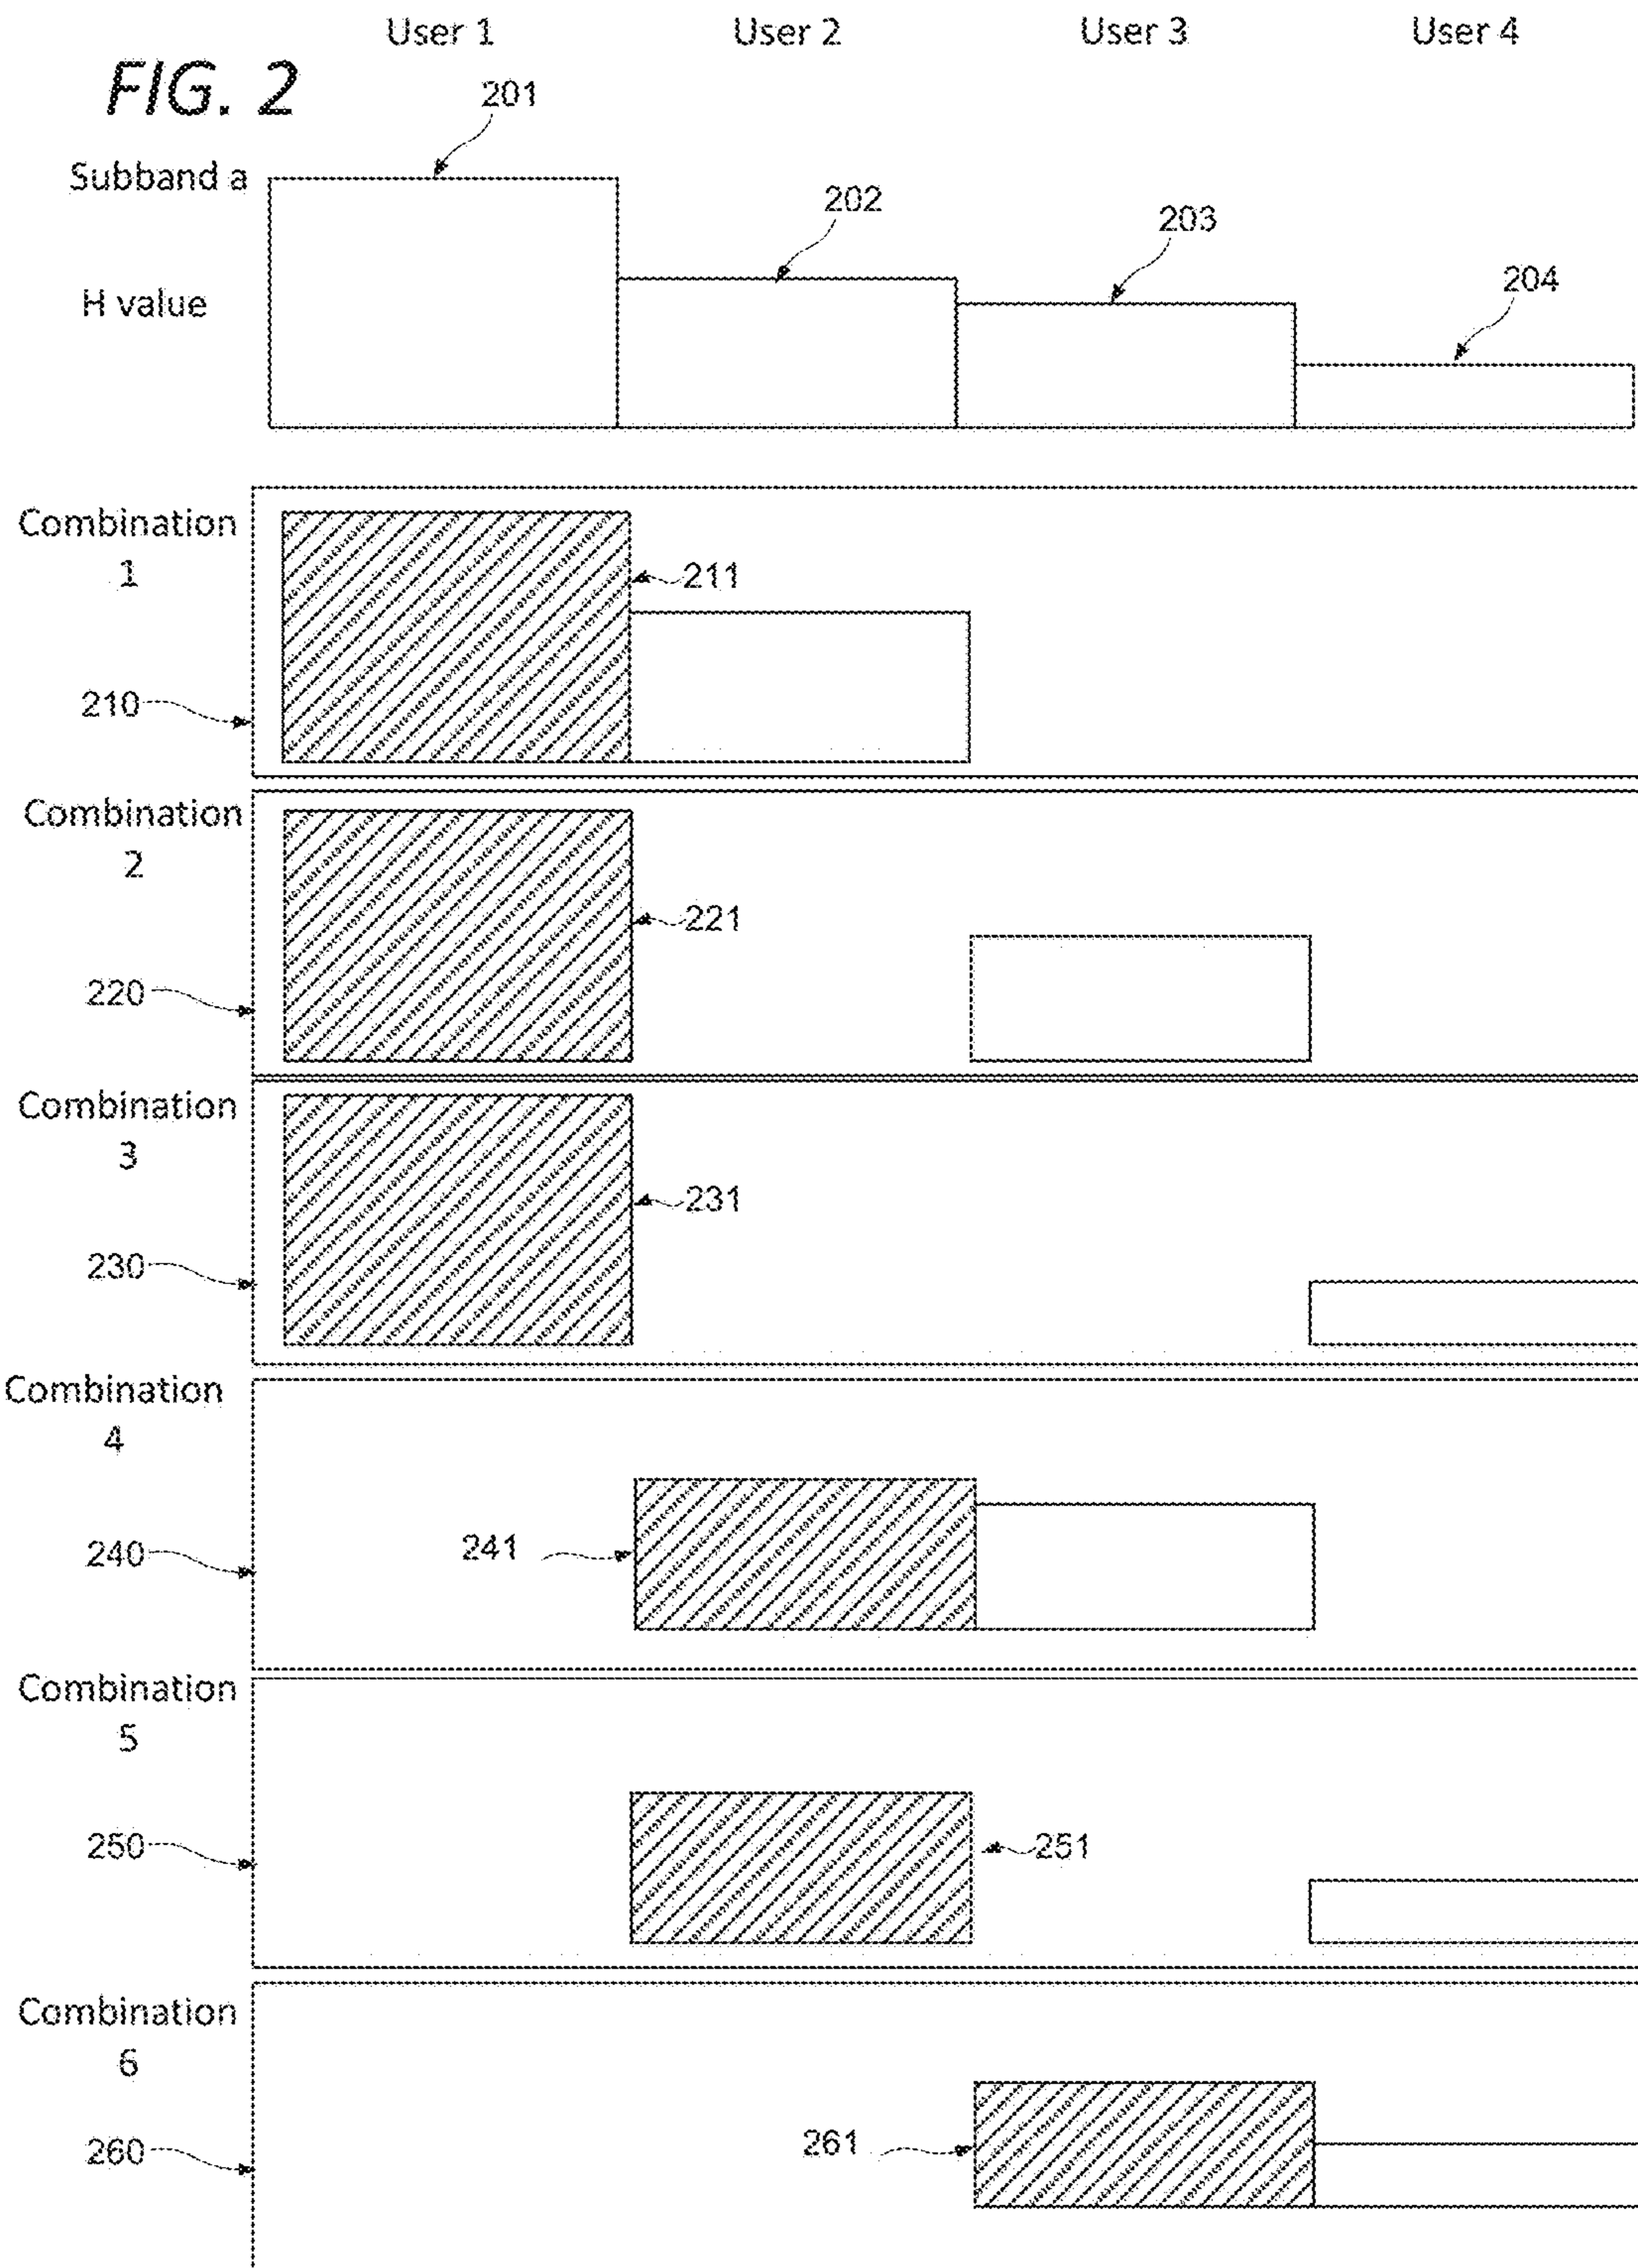 User 1 User 2 User 3 User 4
FIG. 2
201
Subband a
202
203
H value
204
Combination
1
211
210
Combination
2
221
220
Combination
3
231
230
Combination
4
241
240
Combination
5
251
250
Combination
6
261
260